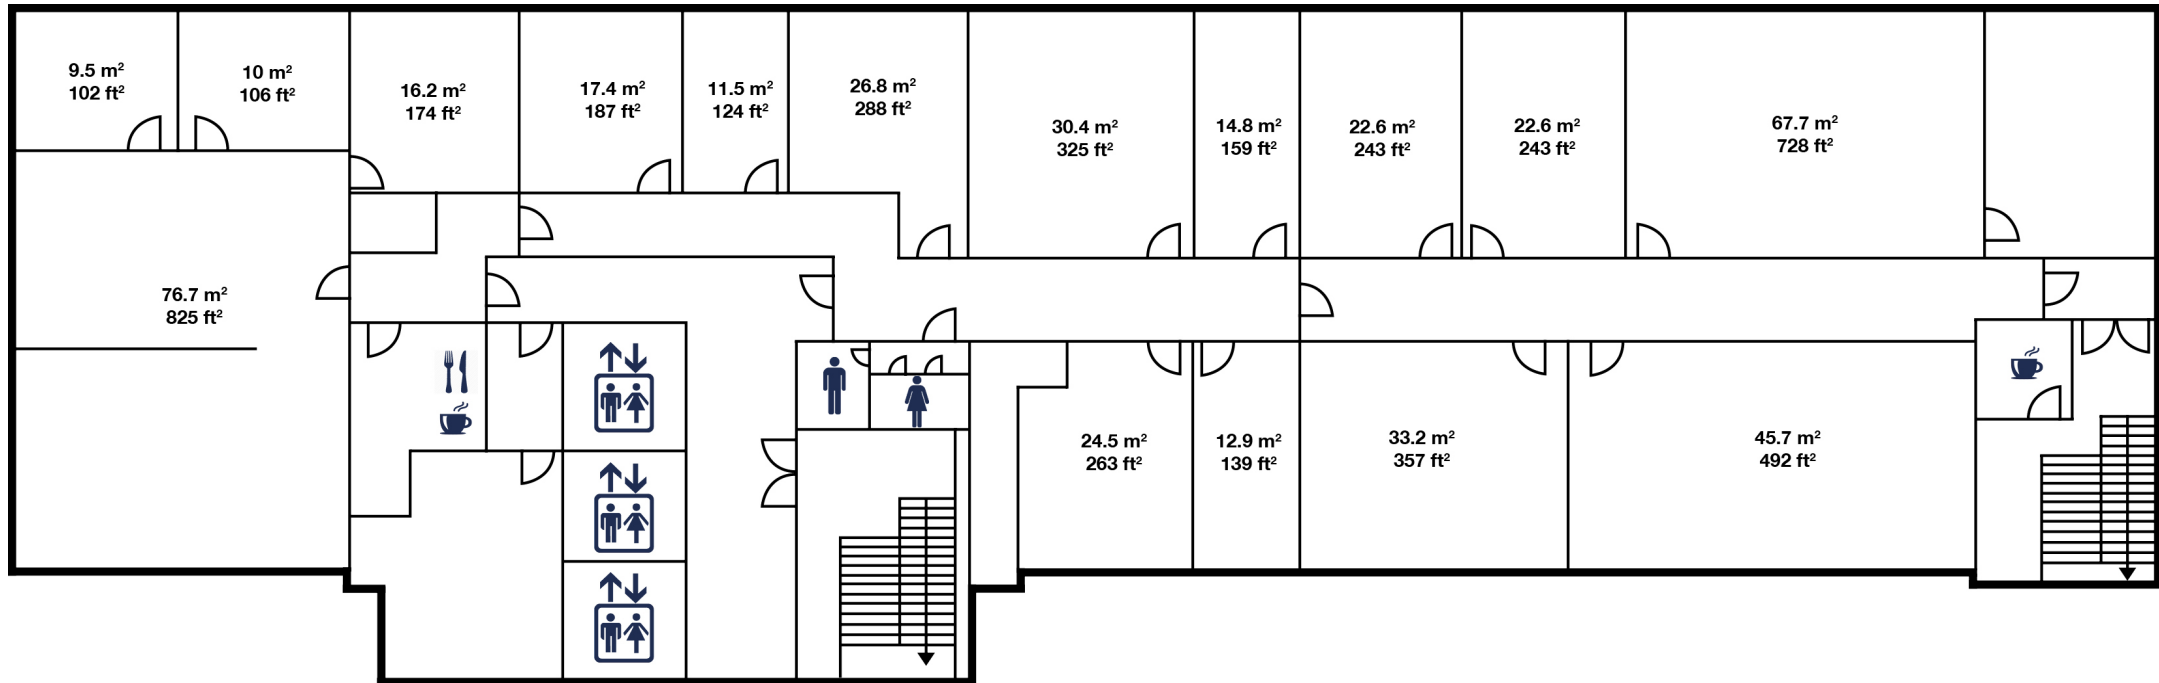 9.5 m²
102 ft²
10 m²
106 ft²
16.2 m²
174 ft²
17.4 m²
187 ft²
11.5 m²
124 ft²
26.8 m²
288 ft²
30.4 m²
325 ft²
14.8 m²
159 ft²
22.6 m²
243 ft²
22.6 m²
243 ft²
67.7 m²
728 ft²
76.7 m²
825 ft²
24.5 m²
263 ft²
12.9 m²
139 ft²
33.2 m²
357 ft²
45.7 m²
492 ft²